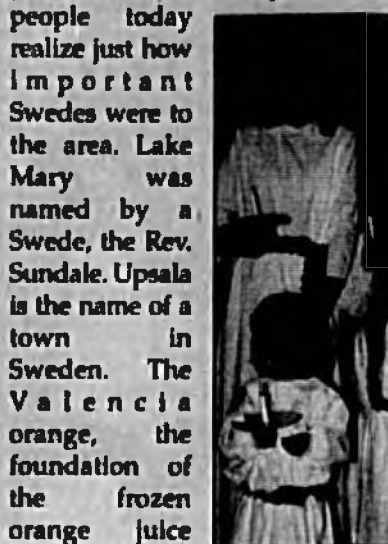 people today
realize just how
important
Swedes were to
the area. Lake
Mary was
named by a
Swede, the Rev.
Sundale. Upsala
is the name of a
town in
Sweden. The
Valencia
orange, the
foundation of
the frozen
orange juice